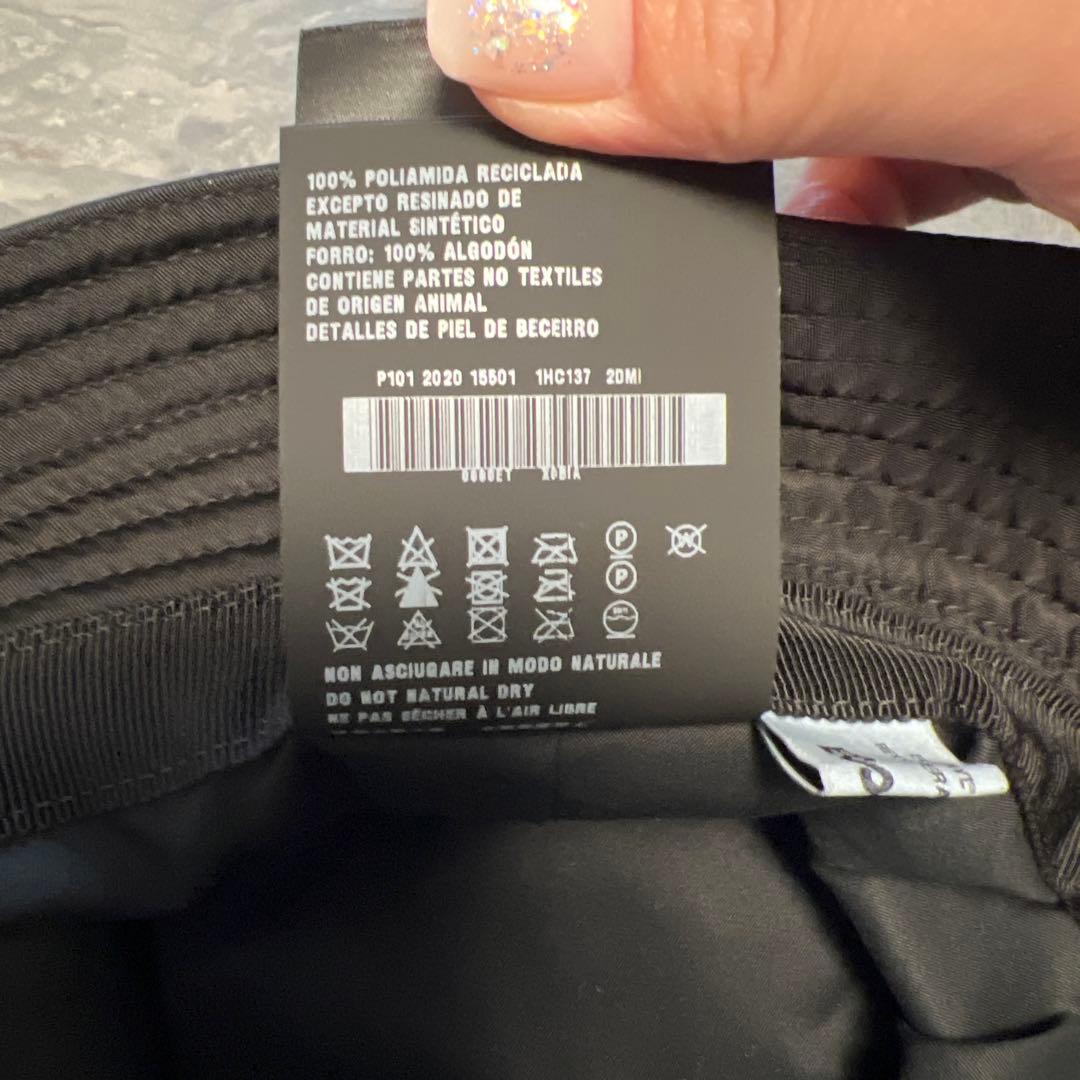 100% POLIAMIDA RECICLADA
EXCEPTO RESINADO DE
MATERIAL SINTÉTICO
FORRO: 100% ALGODÓN
CONTIENE PARTES NO TEXTILES
DE ORIGEN ANIMAL
DETALLES DE PIEL DE BECERRO
P101 2020 15501 1HC137 2DMI
P W
P
NON ASCIUGARE IN MODO NATURALE
DO NOT NATURAL DRY
NE PAS SÉCHER À L'AIR LIBRE